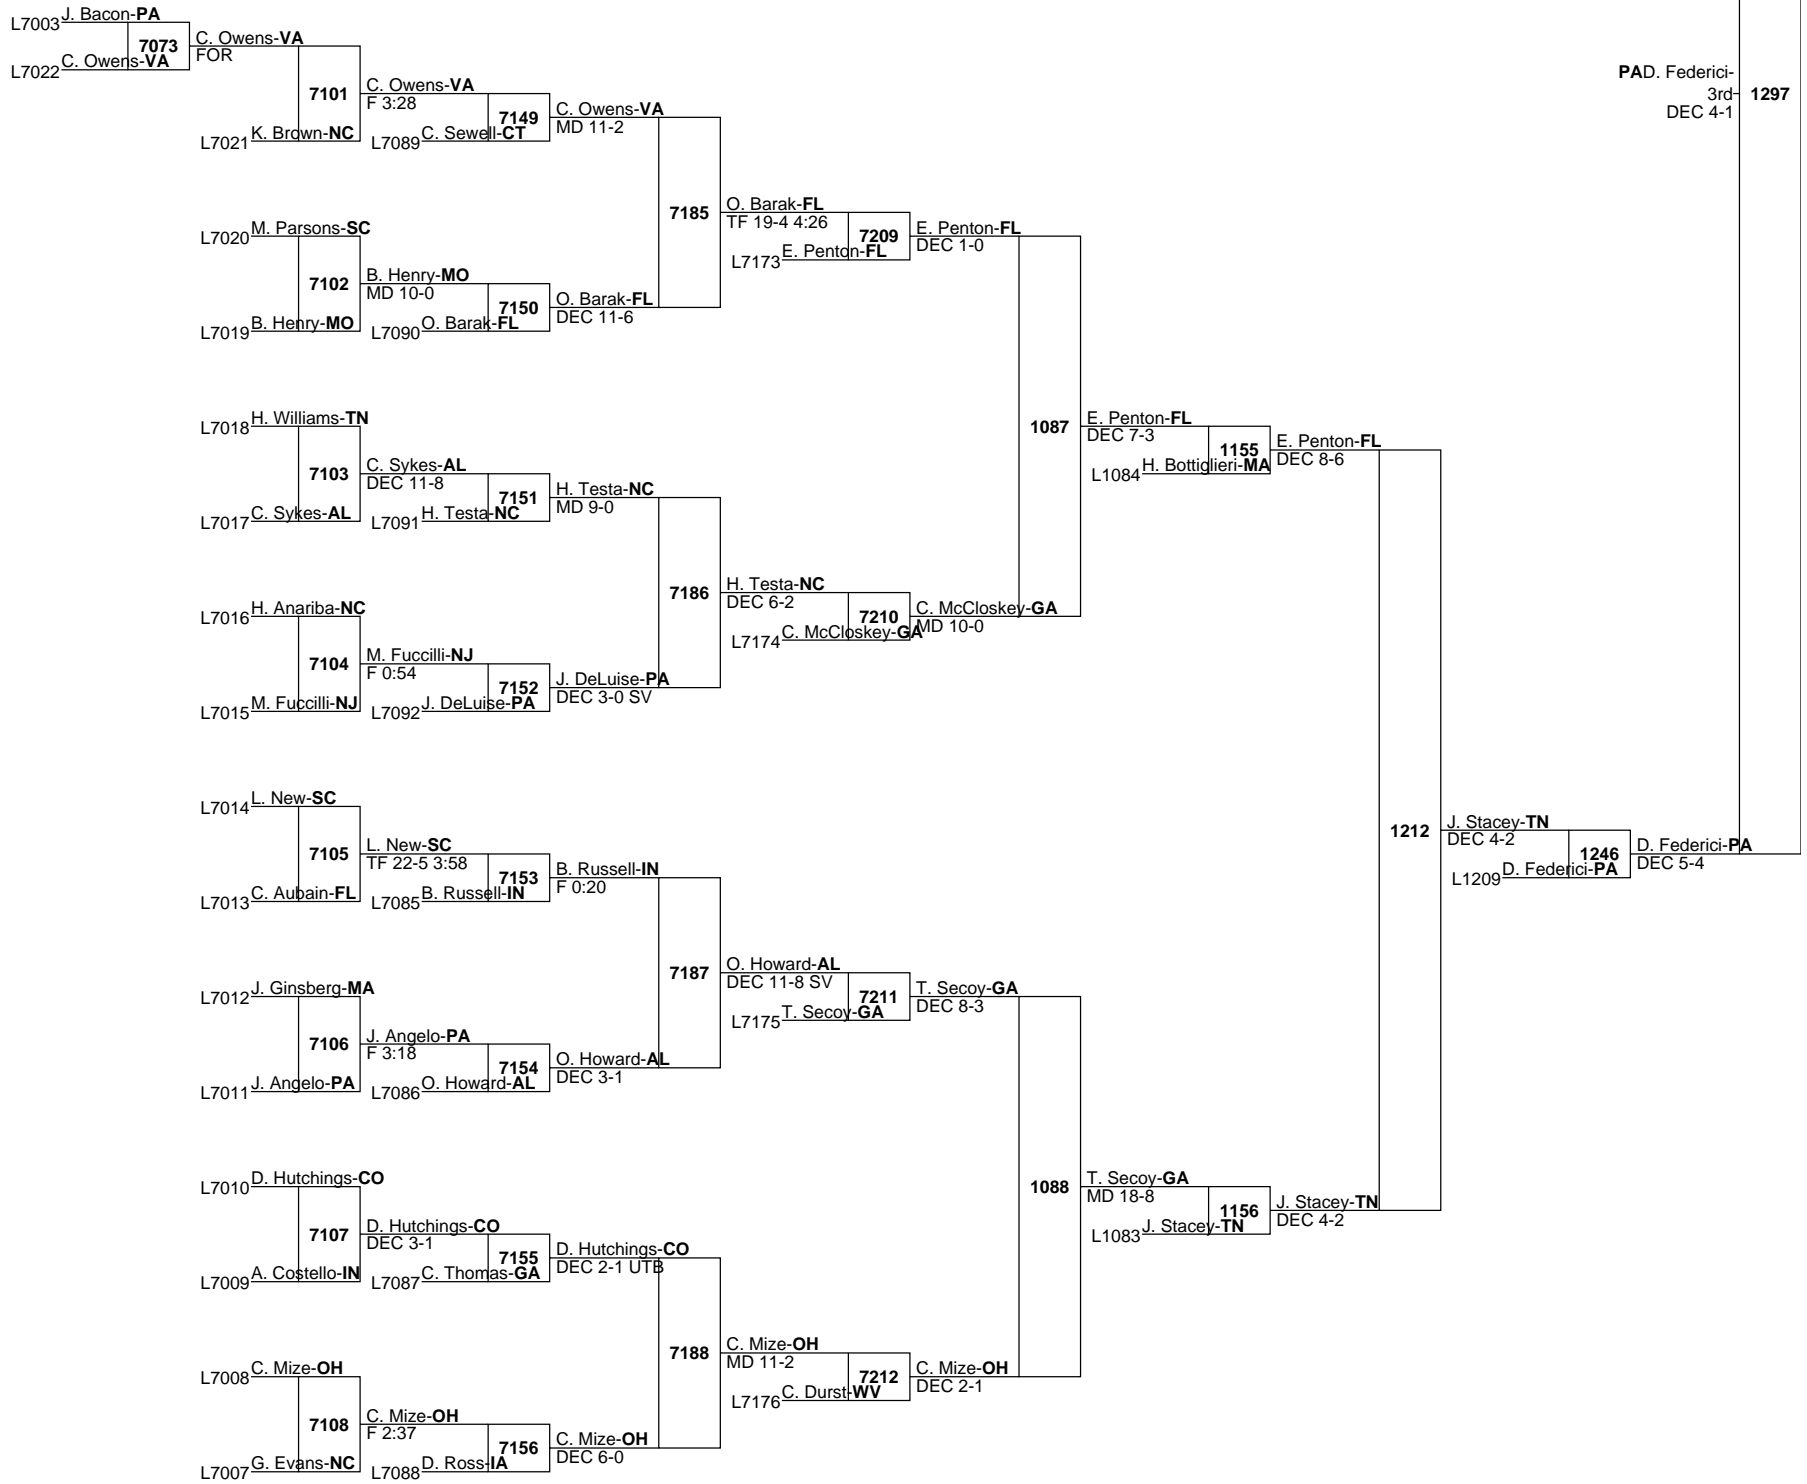 L7003 J. Bacon-PA
7073
L7022 C. Owens-VA
C. Owens-VA
FOR
7101
L7021 K. Brown-NC
C. Owens-VA
F 3:28
7149
L7089 C. Sewell-CT
C. Owens-VA
MD 11-2
L7020 M. Parsons-SC
7102
L7019 B. Henry-MO
B. Henry-MO
MD 10-0
7150
L7090 O. Barak-FL
O. Barak-FL
DEC 11-6
7185
O. Barak-FL
TF 19-4 4:26
7209
L7173 E. Penton-FL
E. Penton-FL
DEC 1-0
L7018 H. Williams-TN
7103
L7017 C. Sykes-AL
C. Sykes-AL
DEC 11-8
7151
L7091 H. Testa-NC
H. Testa-NC
MD 9-0
L7016 H. Anariba-NC
7104
L7015 M. Fuccilli-NJ
M. Fuccilli-NJ
F 0:54
7152
L7092 J. DeLuise-PA
J. DeLuise-PA
DEC 3-0 SV
7186
H. Testa-NC
DEC 6-2
7210
L7174 C. McCloskey-GA
C. McCloskey-GA
MD 10-0
1087
E. Penton-FL
DEC 7-3
1155
L1084 H. Bottiglieri-MA
E. Penton-FL
DEC 8-6
L7014 L. New-SC
7105
L7013 C. Aubain-FL
L. New-SC
TF 22-5 3:58
7153
L7085 B. Russell-IN
B. Russell-IN
F 0:20
L7012 J. Ginsberg-MA
7106
L7011 J. Angelo-PA
J. Angelo-PA
F 3:18
7154
L7086 O. Howard-AL
O. Howard-AL
DEC 3-1
7187
O. Howard-AL
DEC 11-8 SV
7211
L7175 T. Secoy-GA
T. Secoy-GA
DEC 8-3
L7010 D. Hutchings-CO
7107
L7009 A. Costello-IN
D. Hutchings-CO
DEC 3-1
7155
L7087 C. Thomas-GA
D. Hutchings-CO
DEC 2-1 UTB
L7008 C. Mize-OH
7108
L7007 G. Evans-NC
C. Mize-OH
F 2:37
7156
L7088 D. Ross-IA
C. Mize-OH
DEC 6-0
7188
C. Mize-OH
MD 11-2
7212
L7176 C. Durst-WV
C. Mize-OH
DEC 2-1
1088
T. Secoy-GA
MD 18-8
1156
L1083 J. Stacey-TN
J. Stacey-TN
DEC 4-2
1212
J. Stacey-TN
DEC 4-2
1246
L1209 D. Federici-PA
D. Federici-PA
DEC 5-4
PAD. Federici-
3rd
DEC 4-1
1297